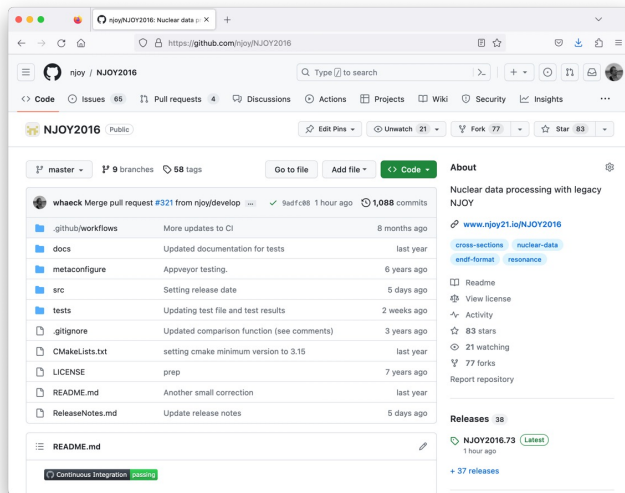 njoy/NJOY2016: Nuclear data pr
https://github.com/njoy/NJOY2016
njoy / NJOY2016
Type / to search
Code Issues 65 Pull requests 4 Discussions Actions Projects Wiki Security Insights
NJOY2016 Public Edit Pins Unwatch 21 Fork 77 Star 83
master 9 branches 58 tags Go to file Add file Code
whaeck Merge pull request #321 from njoy/develop ... 9adfc08 1 hour ago 1,088 commits
.github/workflows More updates to CI 8 months ago
docs Updated documentation for tests last year
metaconfigure Appveyor testing. 6 years ago
src Setting release date 5 days ago
tests Updating test file and test results 2 weeks ago
.gitignore Updated comparison function (see comments) 3 years ago
CMakeLists.txt setting cmake minimum version to 3.15 last year
LICENSE prep 7 years ago
README.md Another small correction last year
ReleaseNotes.md Update release notes 5 days ago
README.md
Continuous Integration passing
About
Nuclear data processing with legacy
NJOY
www.njoy21.io/NJOY2016
cross-sections nuclear-data
endf-format resonance
Readme
View license
Activity
83 stars
21 watching
77 forks
Report repository
Releases 38
NJOY2016.73 Latest
1 hour ago
+ 37 releases